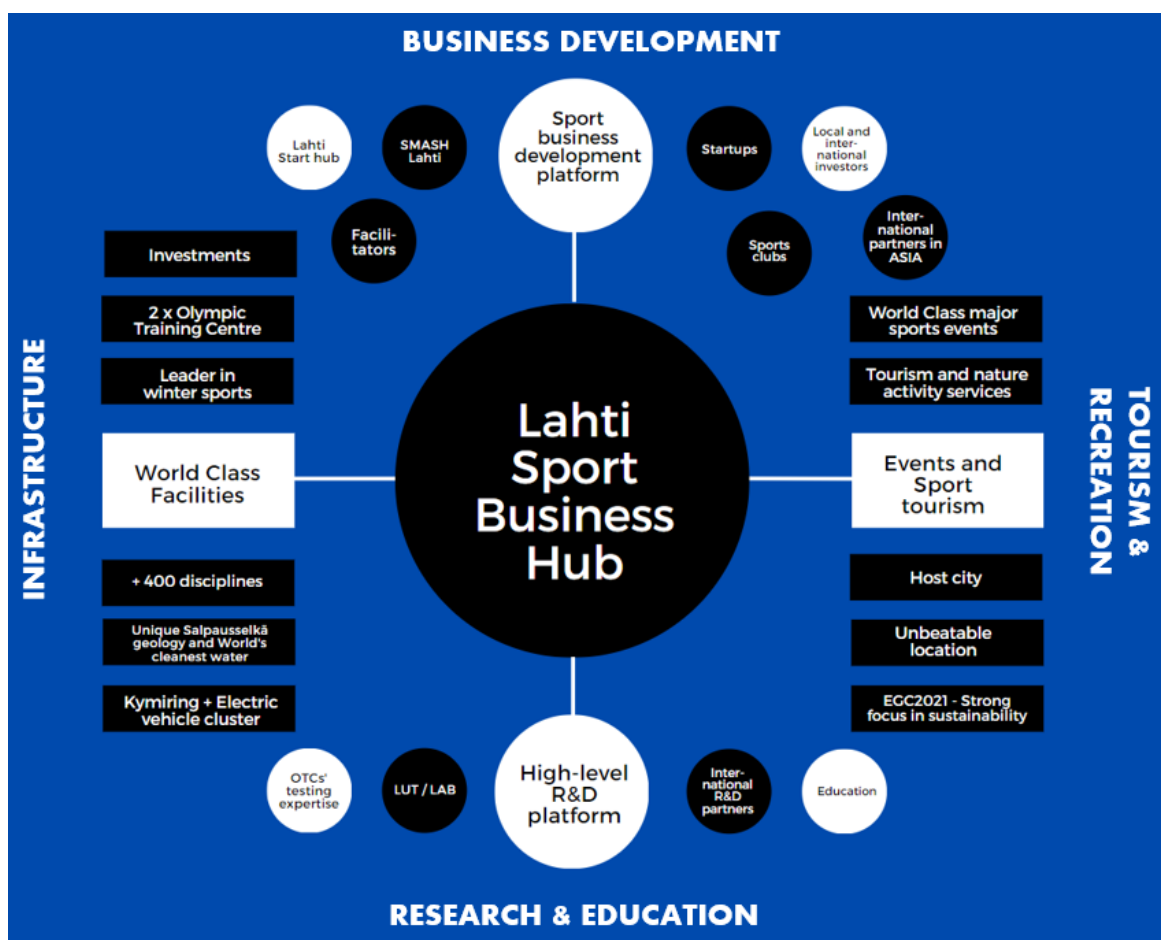 BUSINESS DEVELOPMENT
Lahti
Start hub
SMASH
Lahti
Sport
business
development
platform
Startups
Local and
inter-
national
investors
Facili-
tators
Sports
clubs
Inter-
national
partners in
ASIA
INFRASTRUCTURE
Investments
2 x Olympic
Training Centre
Leader in
winter sports
World Class
Facilities
+ 400 disciplines
Unique Salpausselkä
geology and World's
cleanest water
Kymiring + Electric
vehicle cluster
Lahti
Sport
Business
Hub
World Class major
sports events
Tourism and nature
activity services
Events and
Sport
tourism
Host city
Unbeatable
location
EGC2021 - Strong
focus in sustainability
TOURISM &
RECREATION
OTCs'
testing
expertise
LUT / LAB
High-level
R&D
platform
Inter-
national
R&D
partners
Education
RESEARCH & EDUCATION